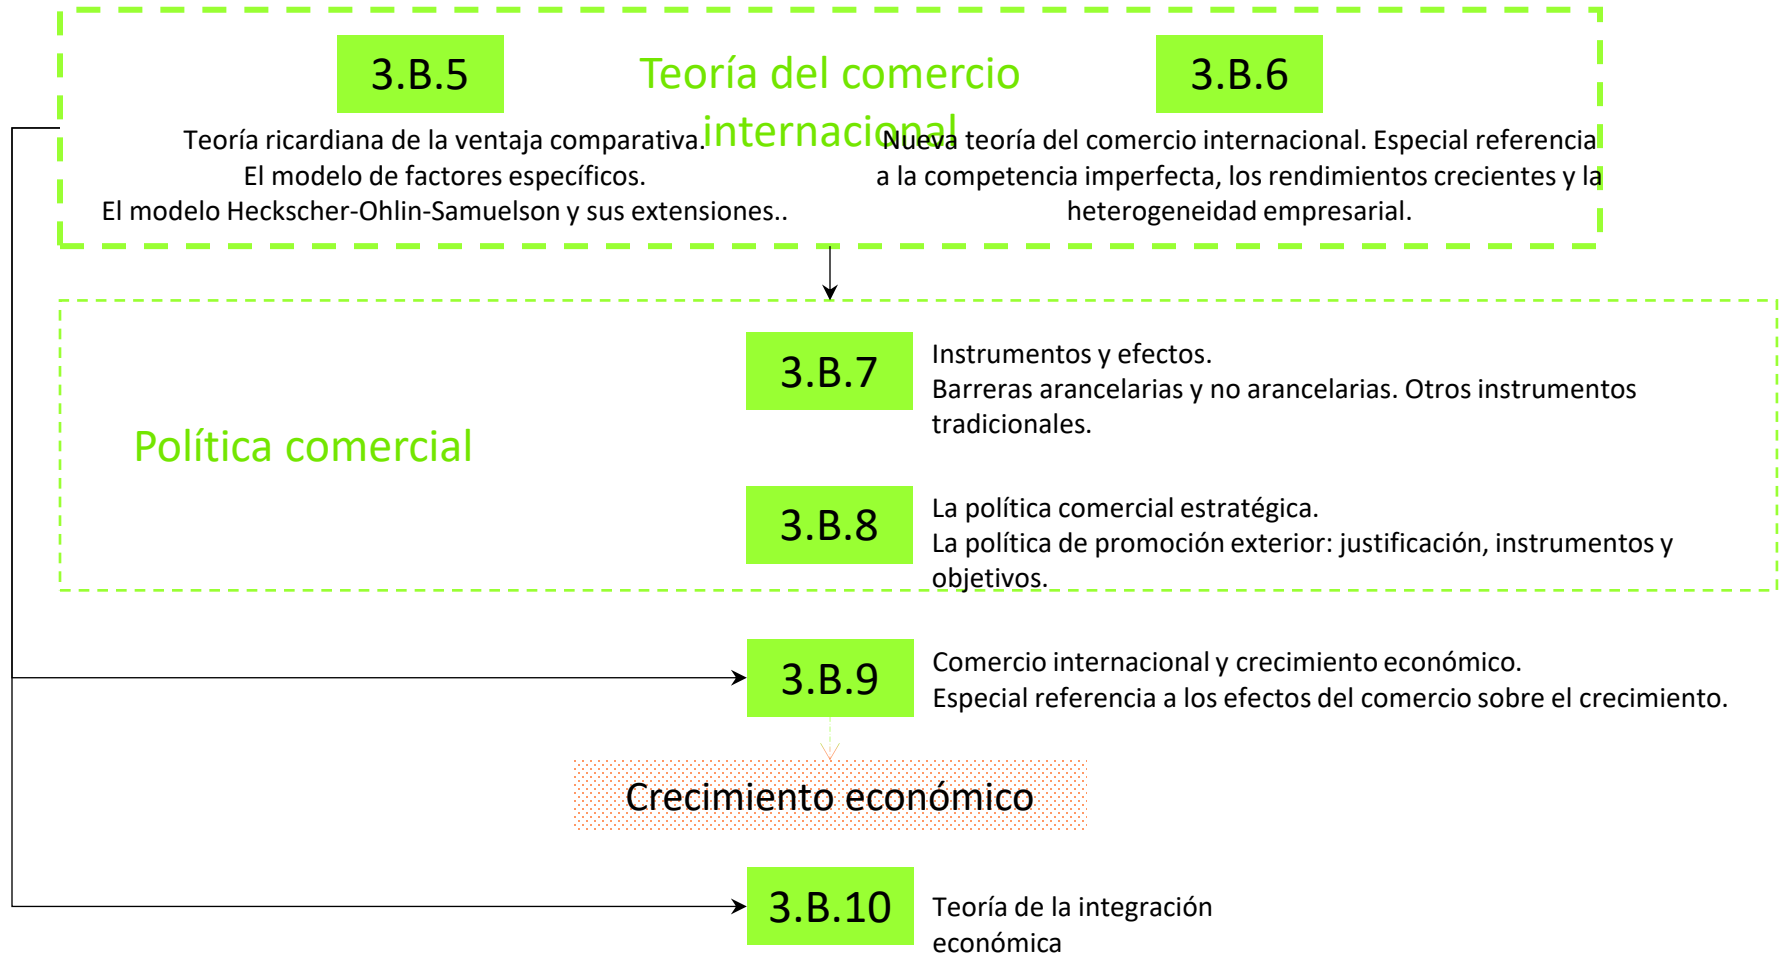 3.B.5
Teoría del comercio
internacional
3.B.6
Teoría ricardiana de la ventaja comparativa.
El modelo de factores específicos.
El modelo Heckscher-Ohlin-Samuelson y sus extensiones..
Nueva teoría del comercio internacional. Especial referencia
a la competencia imperfecta, los rendimientos crecientes y la
heterogeneidad empresarial.
Política comercial
3.B.7
Instrumentos y efectos.
Barreras arancelarias y no arancelarias. Otros instrumentos
tradicionales.
3.B.8
La política comercial estratégica.
La política de promoción exterior: justificación, instrumentos y
objetivos.
3.B.9
Comercio internacional y crecimiento económico.
Especial referencia a los efectos del comercio sobre el crecimiento.
Crecimiento económico
3.B.10
Teoría de la integración
económica